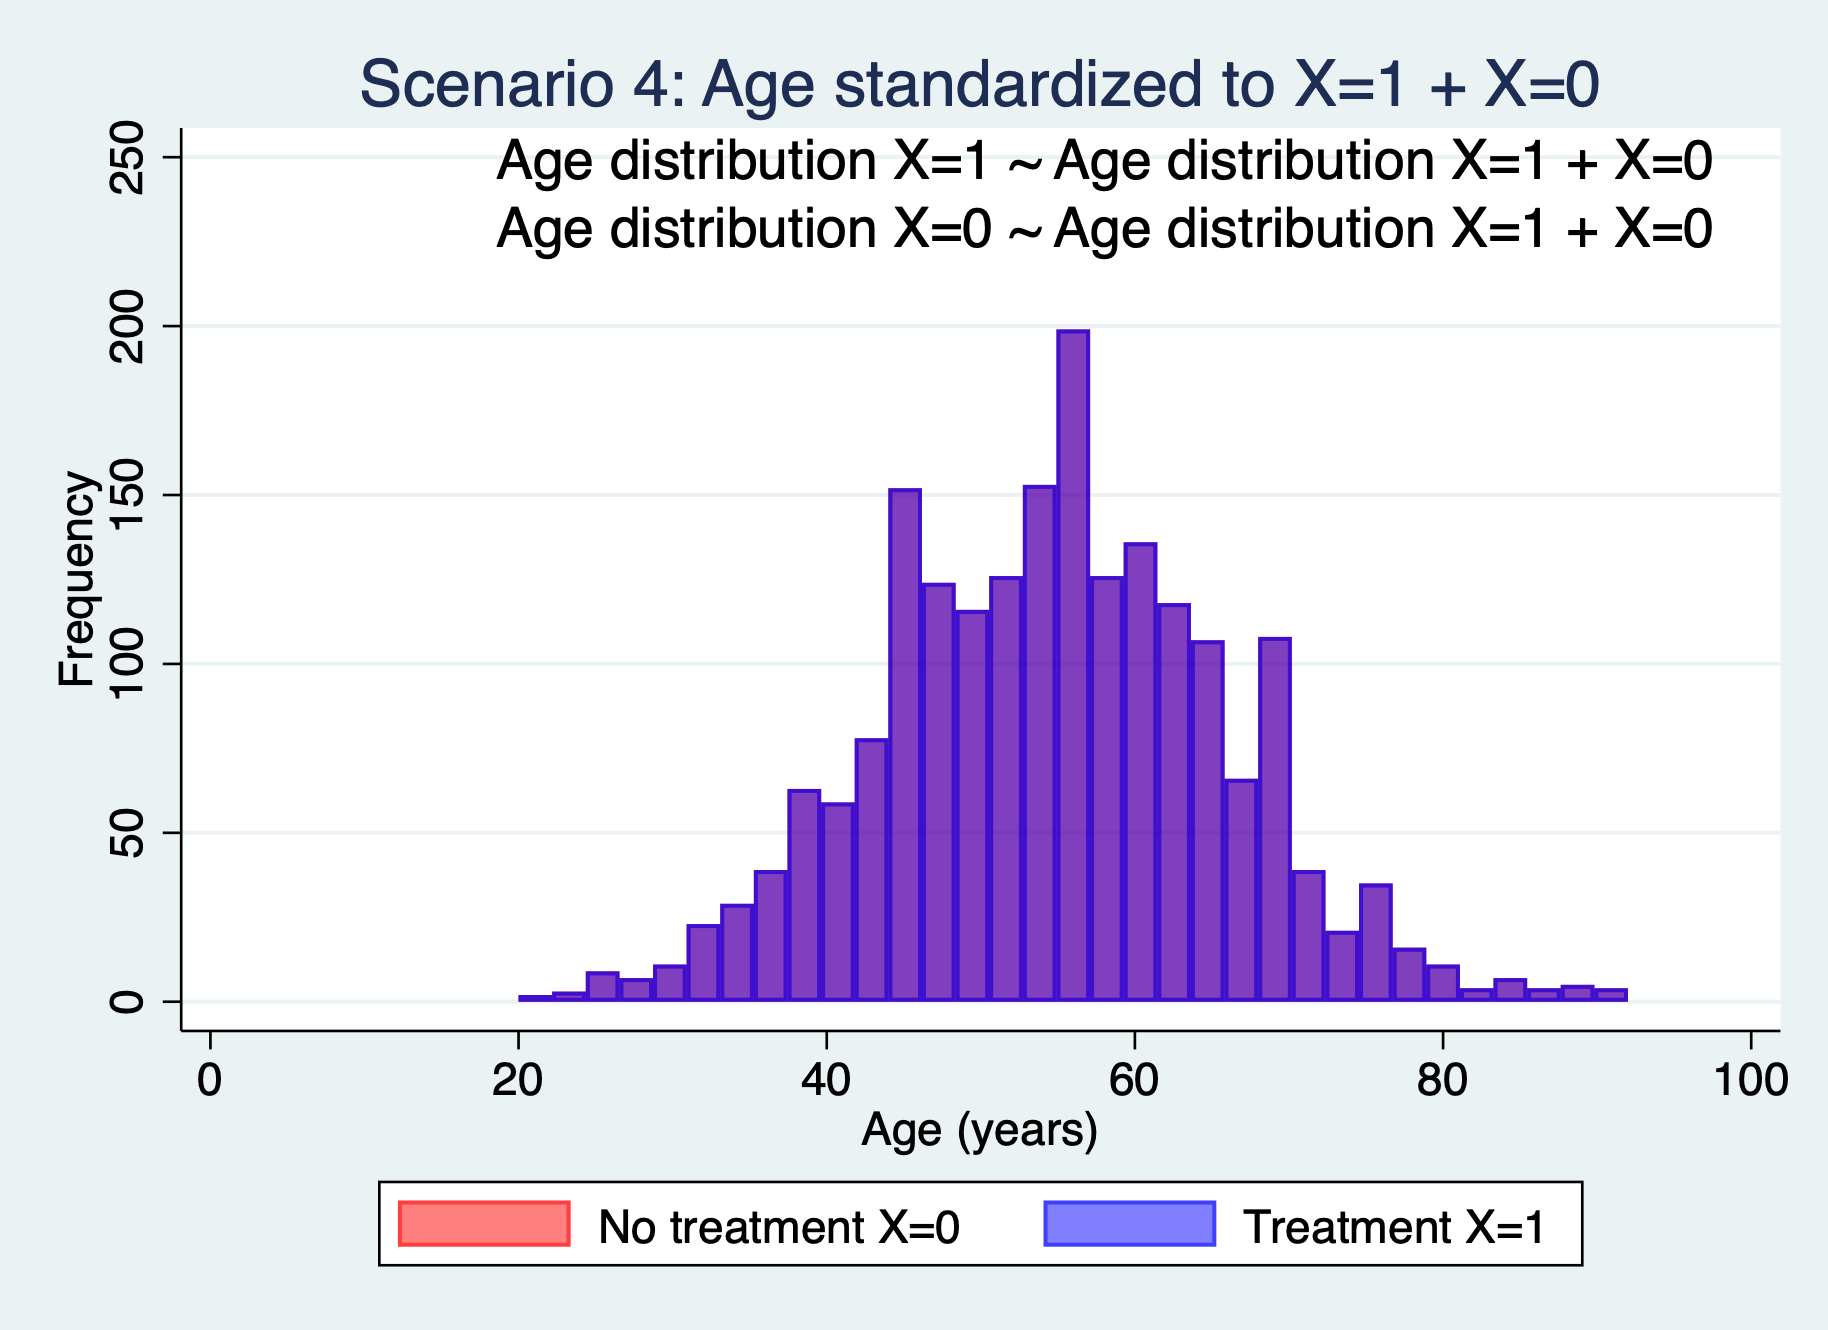 Scenario 4: Age standardized to X=1 + X=0
Age distribution X=1 ~ Age distribution X=1 + X=0
Age distribution X=0 ~ Age distribution X=1 + X=0
Frequency
250
200
150
100
50
0
0 20 40 60 80 100
Age (years)
No treatment X=0 Treatment X=1